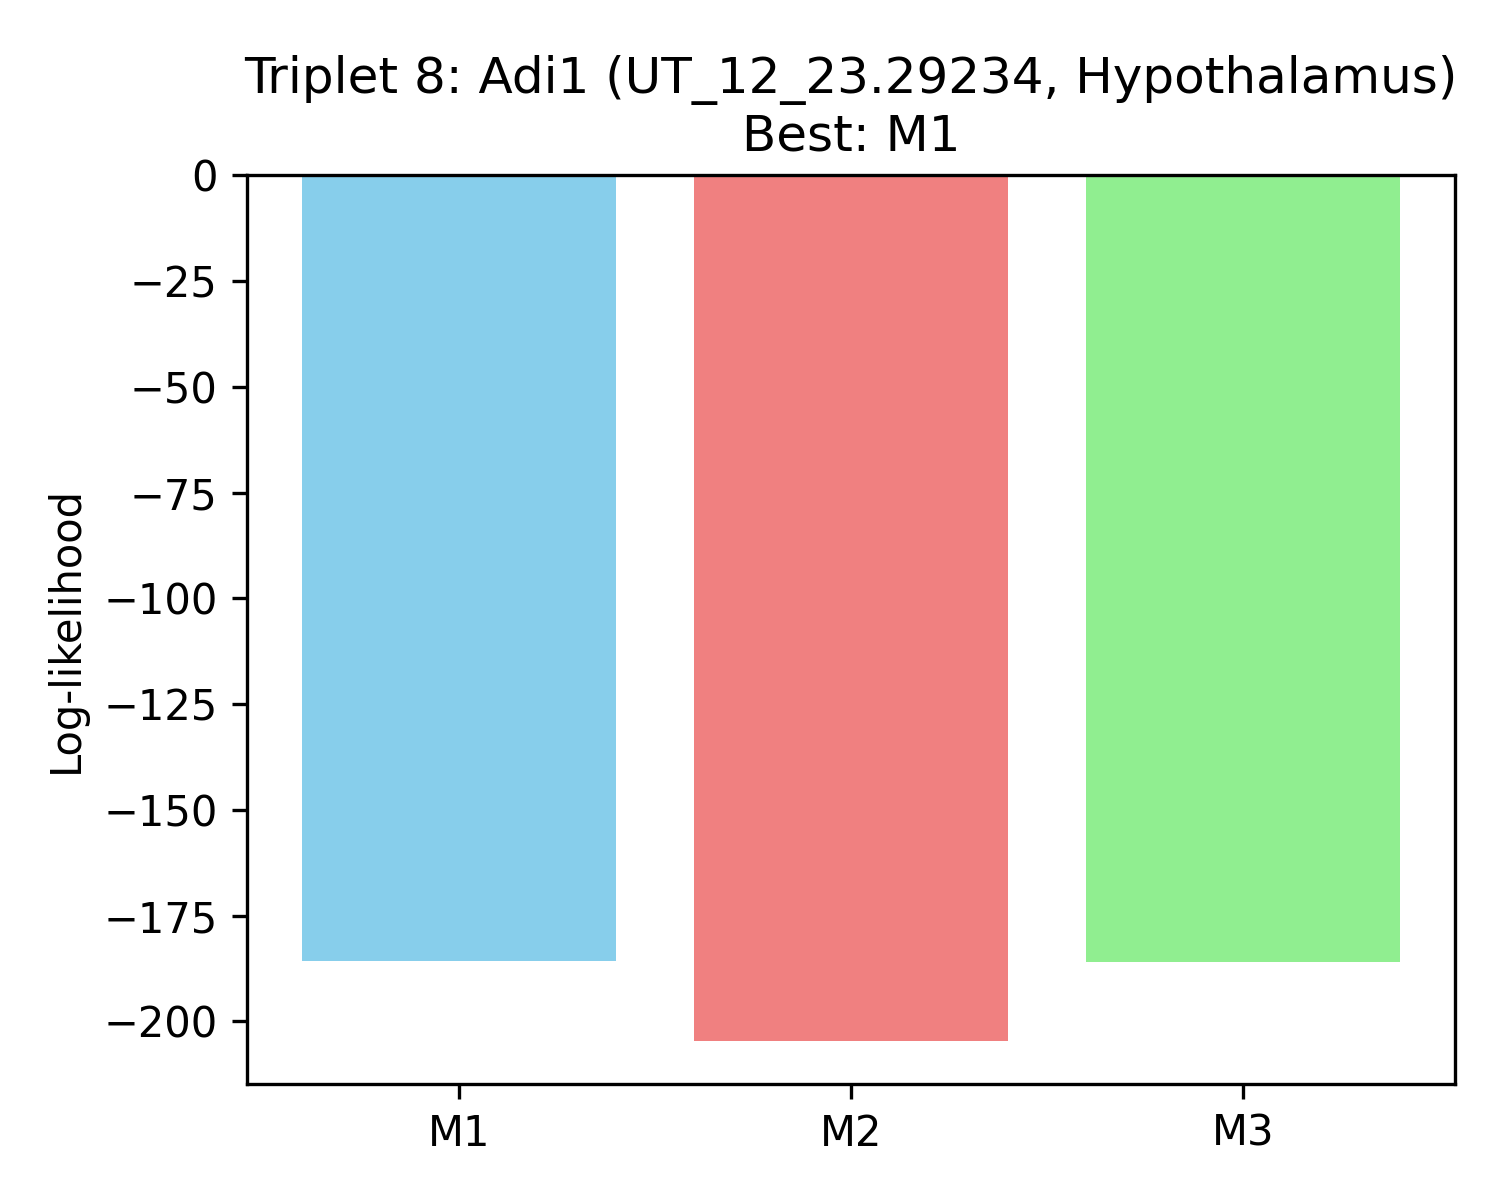 Triplet 8: Adi1 (UT_12_23.29234, Hypothalamus)
Best: M1
0
−25
−50
−75
−100
−125
−150
−175
−200
Log-likelihood
M1
M2
M3